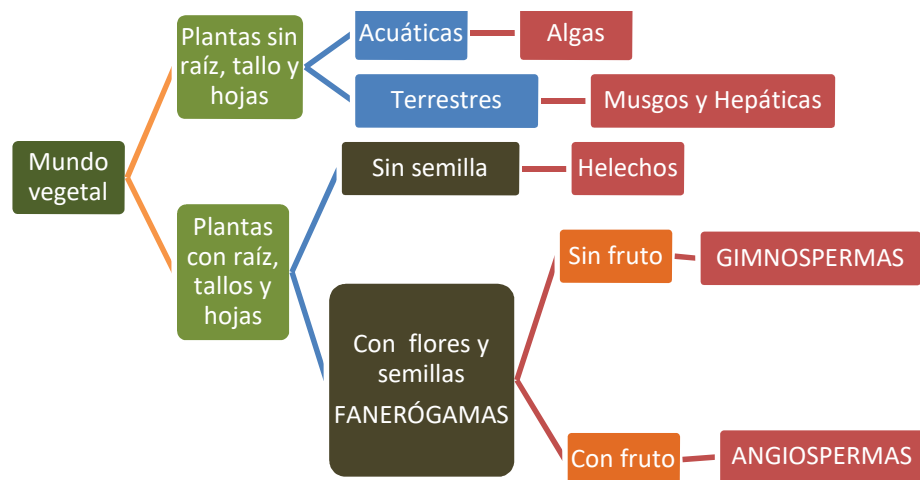 Mundo
vegetal
Plantas sin
raíz, tallo y
hojas
Acuáticas
Algas
Terrestres
Musgos y Hepáticas
Plantas
con raíz,
tallos y
hojas
Sin semilla
Helechos
Con flores y
semillas
FANERÓGAMAS
Sin fruto
GIMNOSPERMAS
Con fruto
ANGIOSPERMAS